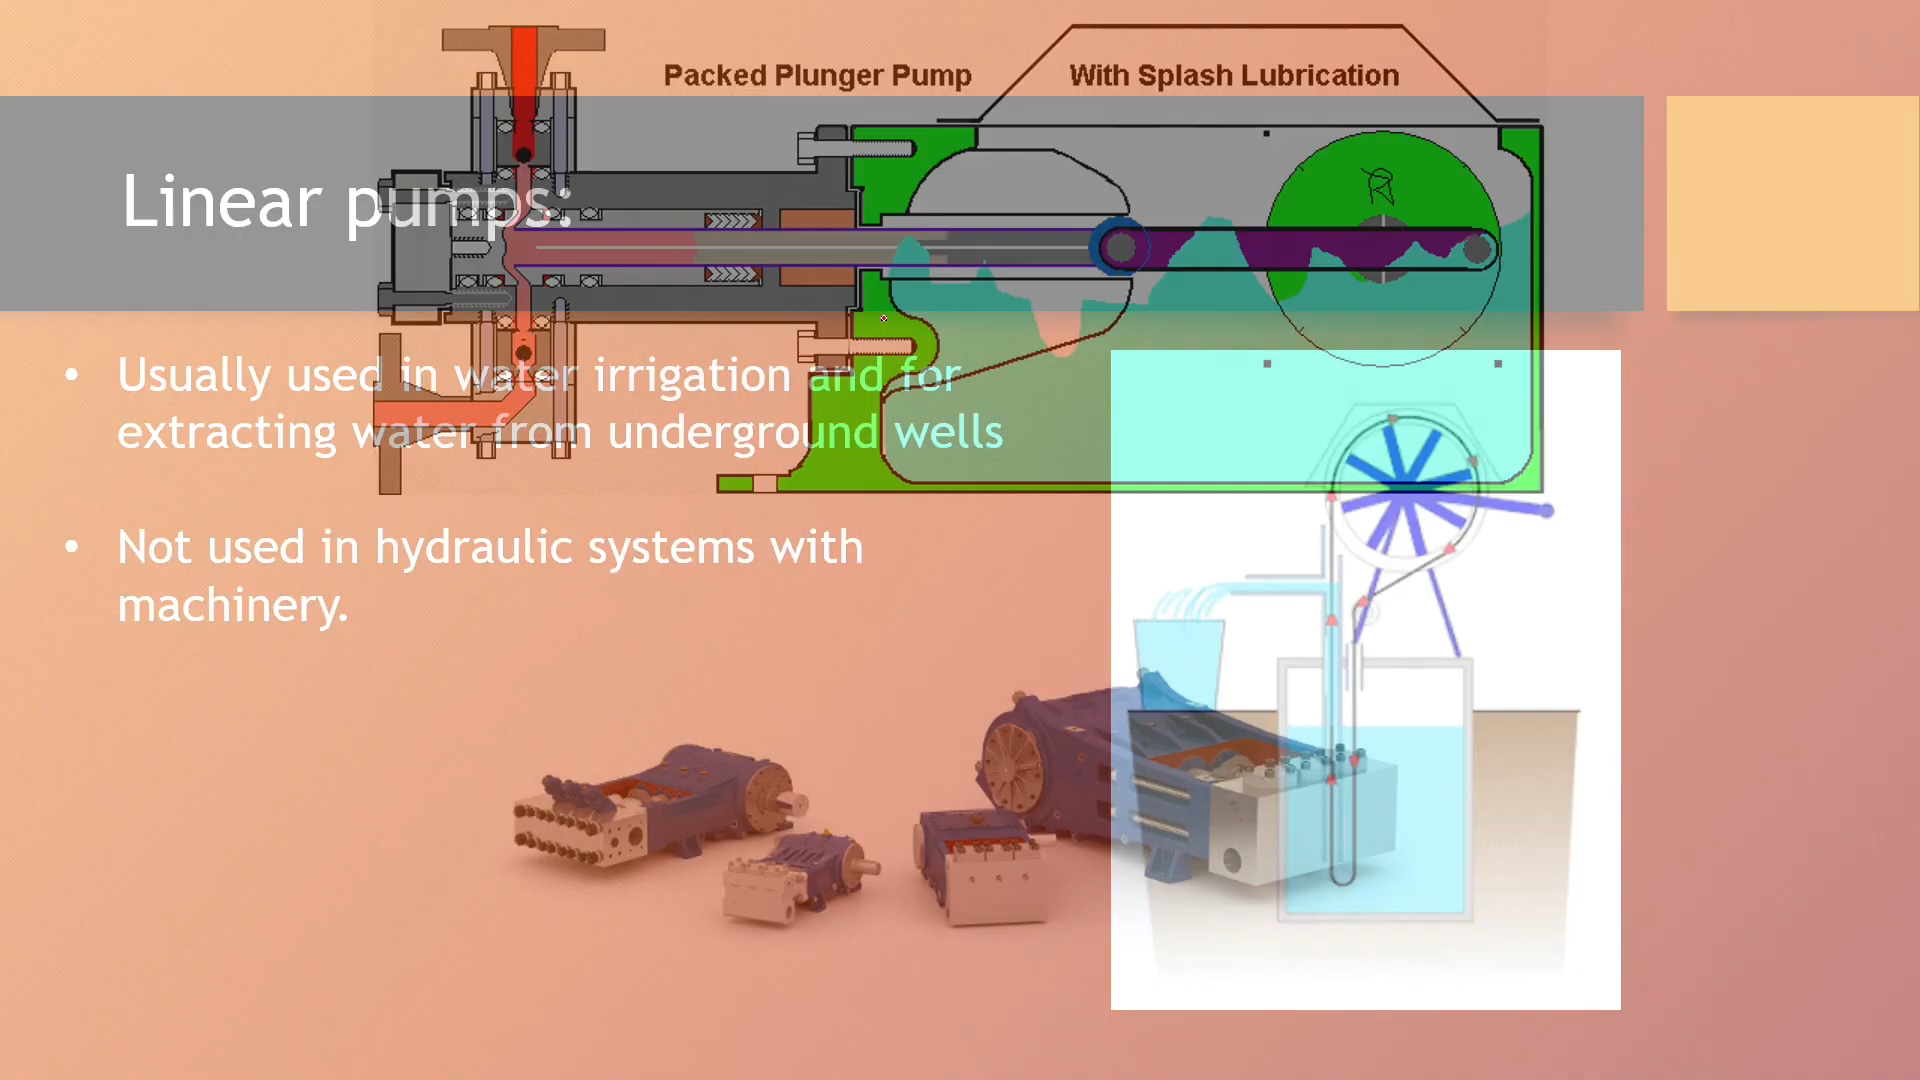 Packed Plunger Pump With Splash Lubrication
Linear pumps:
• Usually used in water irrigation and for
extracting water from underground wells
• Not used in hydraulic systems with
machinery.